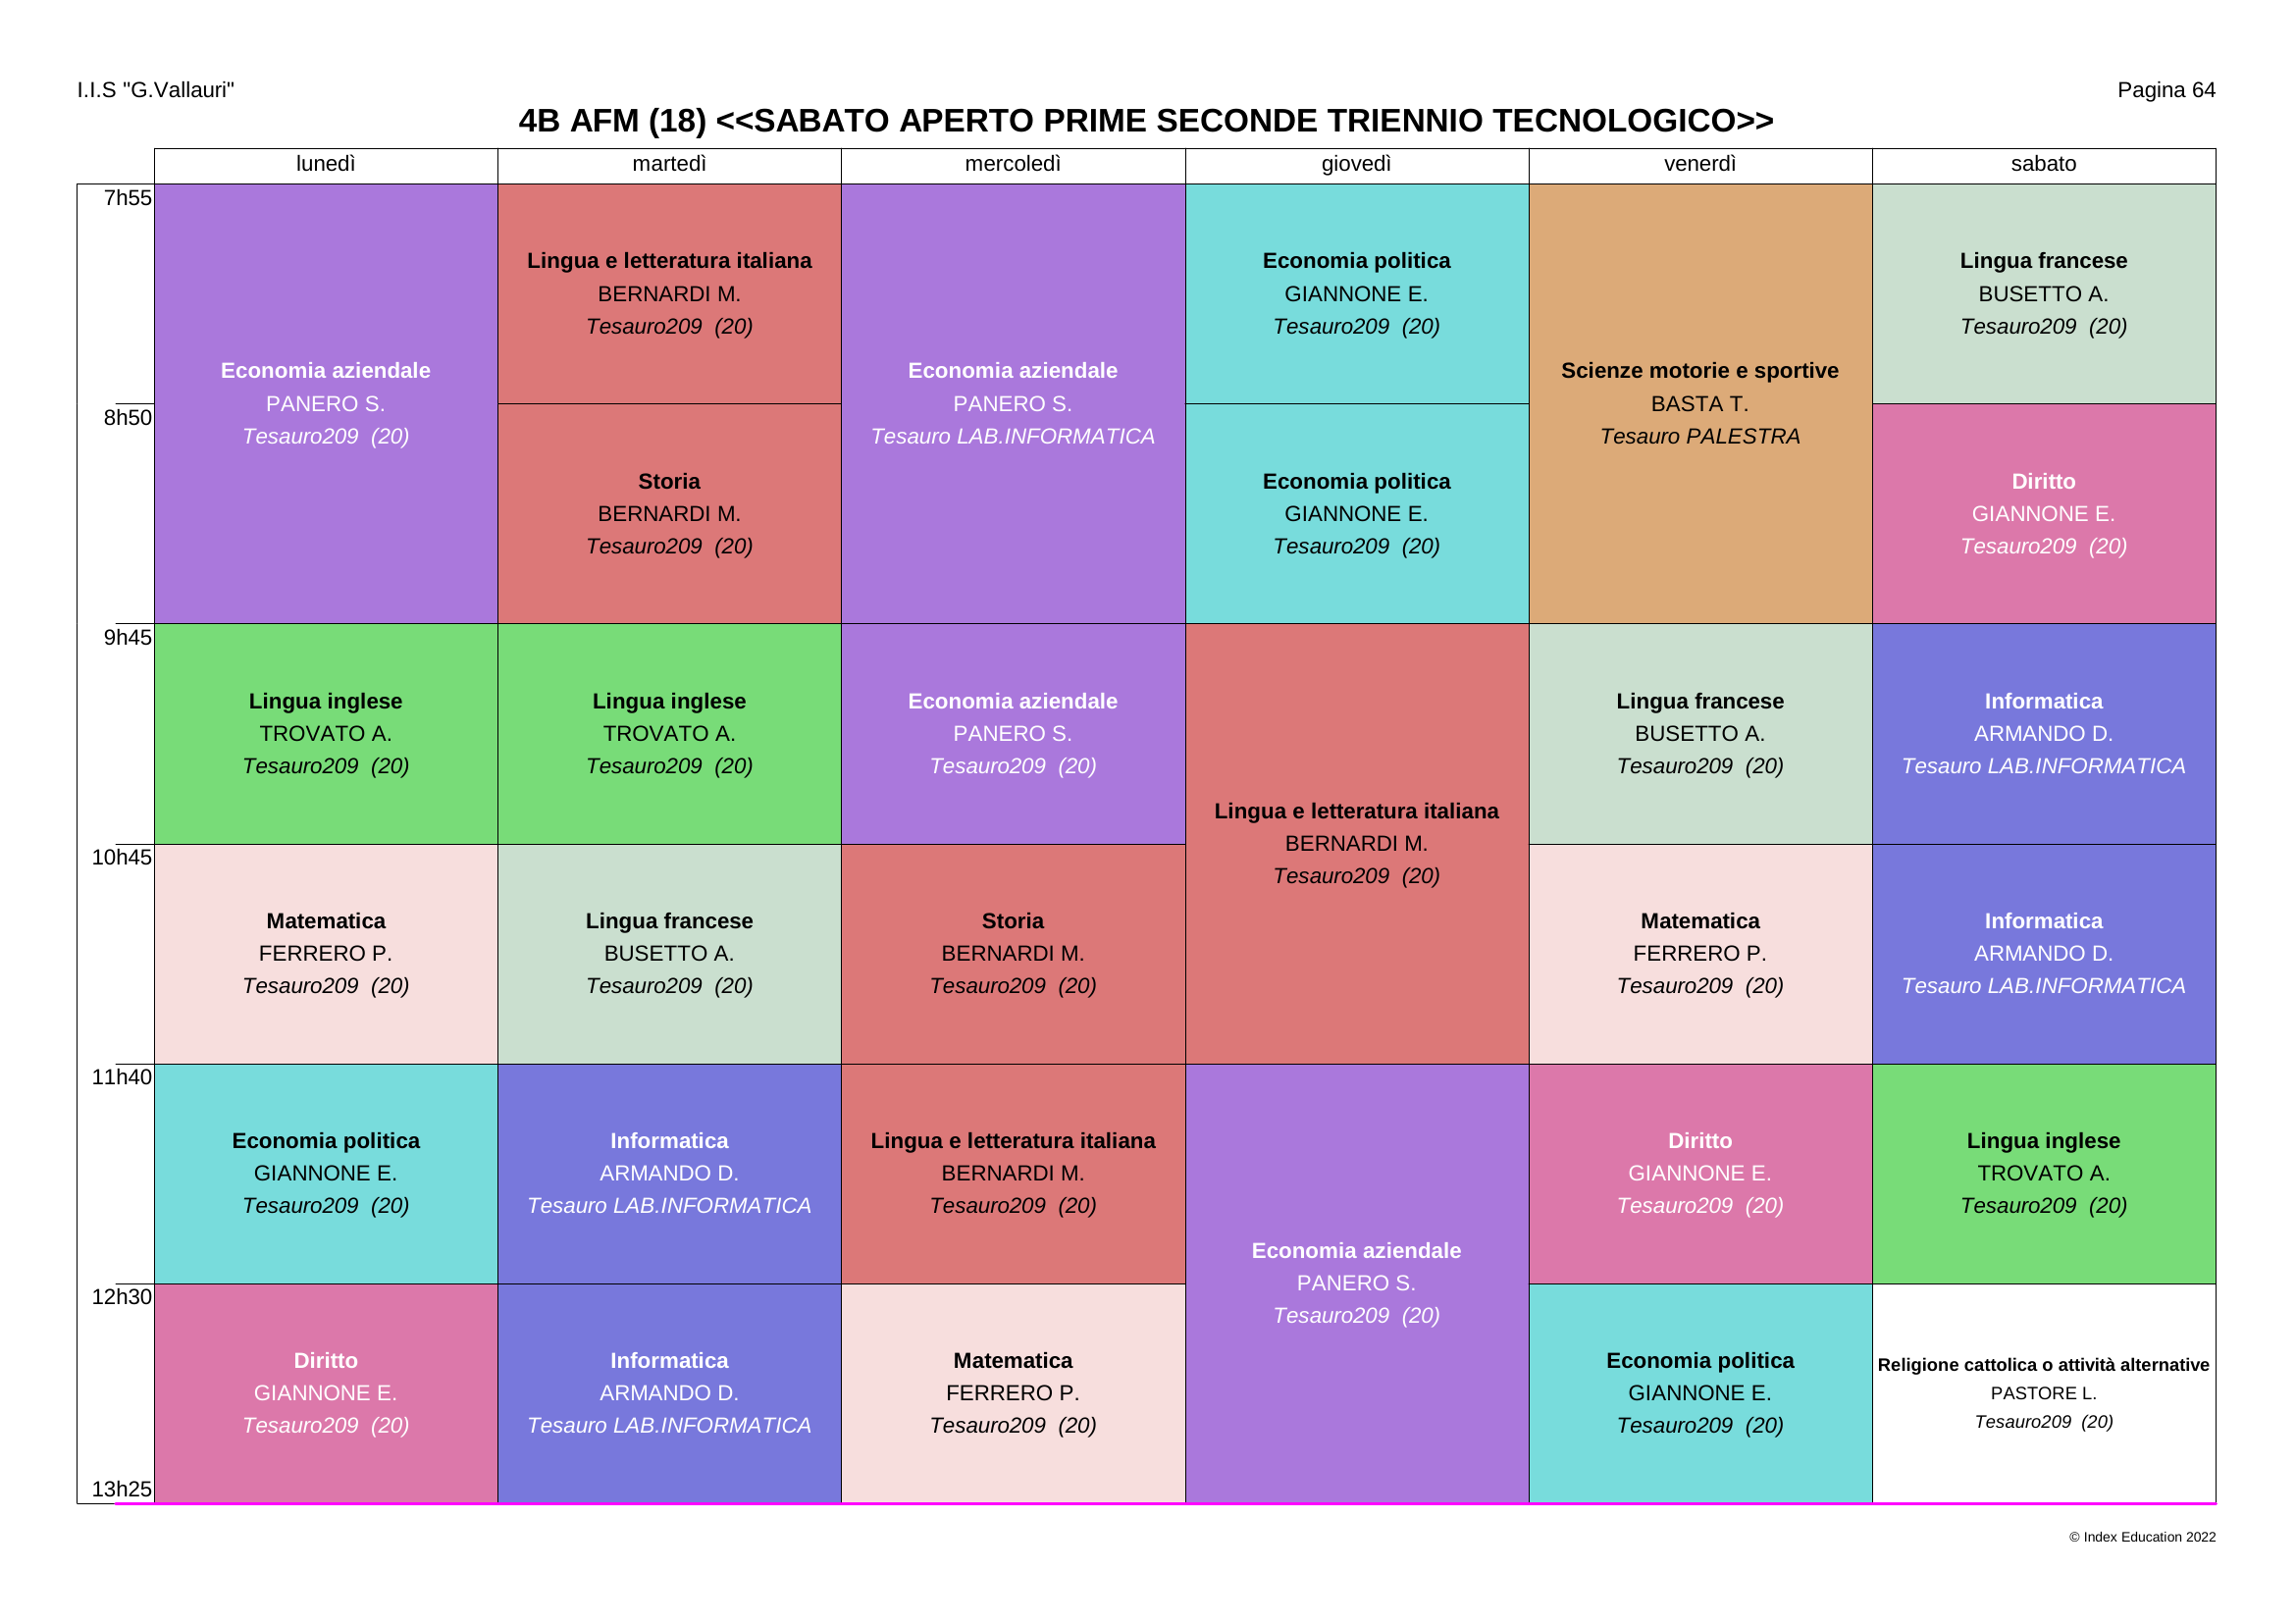 I.I.S "G.Vallauri"
Pagina 64
4B AFM (18) <<SABATO APERTO PRIME SECONDE TRIENNIO TECNOLOGICO>>
lunedì
martedì
mercoledì
giovedì
venerdì
sabato
7h55
8h50
9h45
10h45
11h40
12h30
13h25
Economia aziendale
PANERO S.
Tesauro209 (20)
Lingua inglese
TROVATO A.
Tesauro209 (20)
Matematica
FERRERO P.
Tesauro209 (20)
Economia politica
GIANNONE E.
Tesauro209 (20)
Diritto
GIANNONE E.
Tesauro209 (20)
Lingua e letteratura italiana
BERNARDI M.
Tesauro209 (20)
Storia
BERNARDI M.
Tesauro209 (20)
Lingua inglese
TROVATO A.
Tesauro209 (20)
Lingua francese
BUSETTO A.
Tesauro209 (20)
Informatica
ARMANDO D.
Tesauro LAB.INFORMATICA
Informatica
ARMANDO D.
Tesauro LAB.INFORMATICA
Economia aziendale
PANERO S.
Tesauro LAB.INFORMATICA
Economia aziendale
PANERO S.
Tesauro209 (20)
Storia
BERNARDI M.
Tesauro209 (20)
Lingua e letteratura italiana
BERNARDI M.
Tesauro209 (20)
Matematica
FERRERO P.
Tesauro209 (20)
Economia politica
GIANNONE E.
Tesauro209 (20)
Economia politica
GIANNONE E.
Tesauro209 (20)
Lingua e letteratura italiana
BERNARDI M.
Tesauro209 (20)
Economia aziendale
PANERO S.
Tesauro209 (20)
Scienze motorie e sportive
BASTA T.
Tesauro PALESTRA
Lingua francese
BUSETTO A.
Tesauro209 (20)
Matematica
FERRERO P.
Tesauro209 (20)
Diritto
GIANNONE E.
Tesauro209 (20)
Economia politica
GIANNONE E.
Tesauro209 (20)
Lingua francese
BUSETTO A.
Tesauro209 (20)
Diritto
GIANNONE E.
Tesauro209 (20)
Informatica
ARMANDO D.
Tesauro LAB.INFORMATICA
Informatica
ARMANDO D.
Tesauro LAB.INFORMATICA
Lingua inglese
TROVATO A.
Tesauro209 (20)
Religione cattolica o attività alternative
PASTORE L.
Tesauro209 (20)
© Index Education 2022